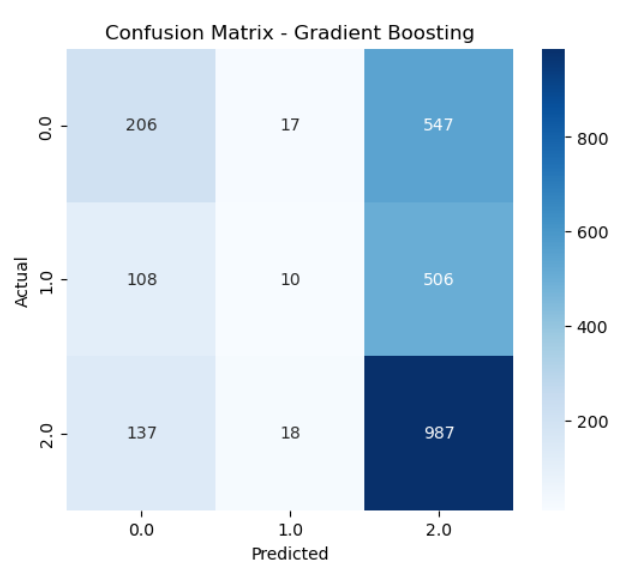 Confusion Matrix - Gradient Boosting
0.0 206 17 547 800
600
1.0 108 10 506
Actual
400
2.0 137 18 987 200
0.0 1.0 2.0
Predicted